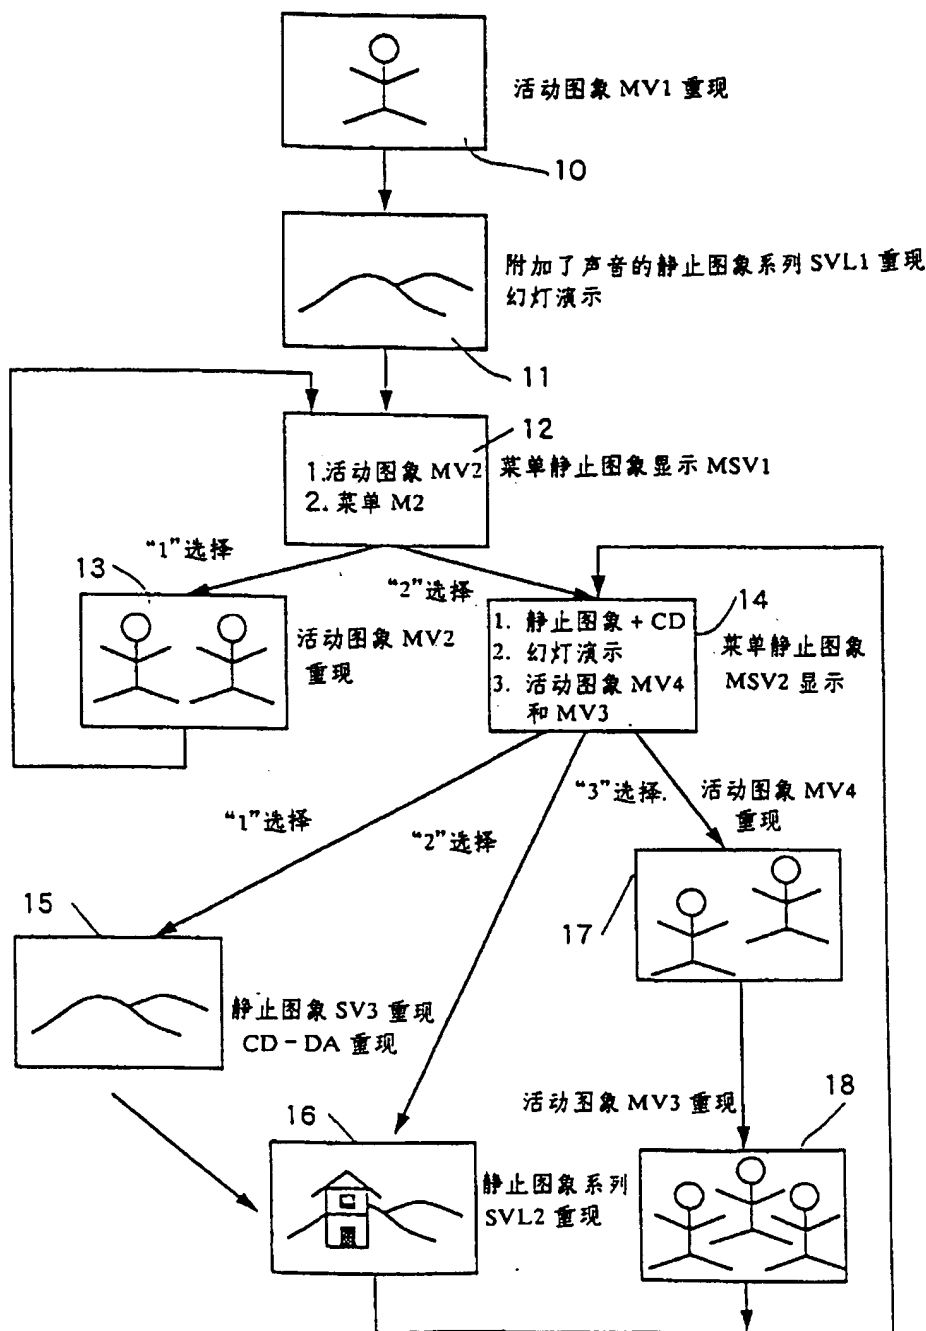 活动图象 MV1 重现
10
附加了声音的静止图象系列 SVL1 重现
幻灯演示
11
12
1.活动图象 MV2
2. 菜单 M2
菜单静止图象显示 MSV1
“1”选择
13
“2”选择
活动图象 MV2
重现
14
1. 静止图象 + CD
2. 幻灯演示
3. 活动图象 MV4
和 MV3
菜单静止图象
MSV2 显示
“1”选择
“2”选择
“3”选择.
活动图象 MV4
重现
15
17
静止图象 SV3 重现
CD-DA 重现
活动图象 MV3 重现
18
16
静止图象系列
SVL2 重现